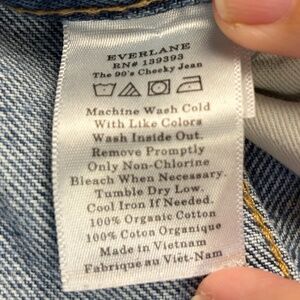 EVERLANE
RN# 139393
The 90's Cheeky Jean
Machine Wash Cold
With Like Colors
Wash Inside Out.
Remove Promptly
Only Non-Chlorine
Bleach When Necessary.
Tumble Dry Low.
Cool Iron If Needed.
100% Organic Cotton
100% Coton Organique
Made in Vietnam
Fabriqué au Viêt-Nam